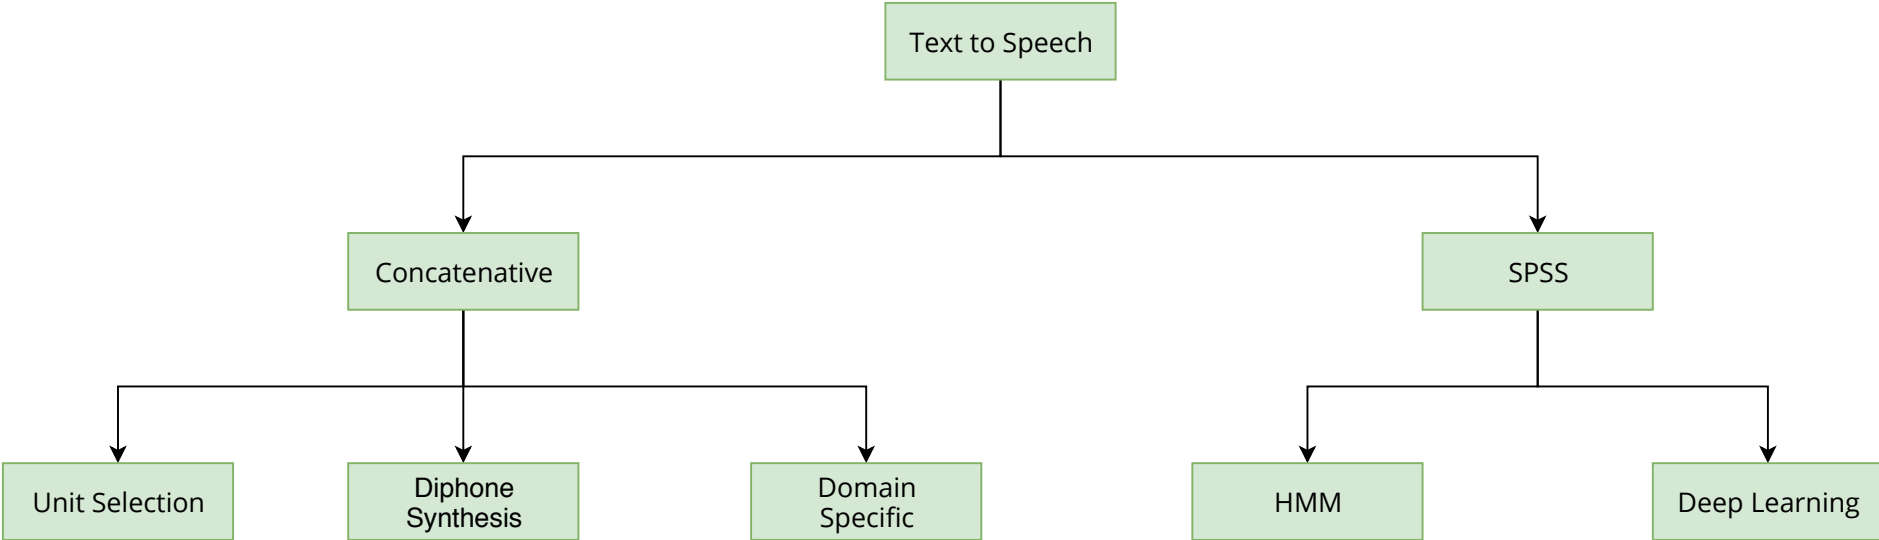 Text to Speech
Concatenative
SPSS
Unit Selection
Diphone
Synthesis
Domain
Specific
HMM
Deep Learning